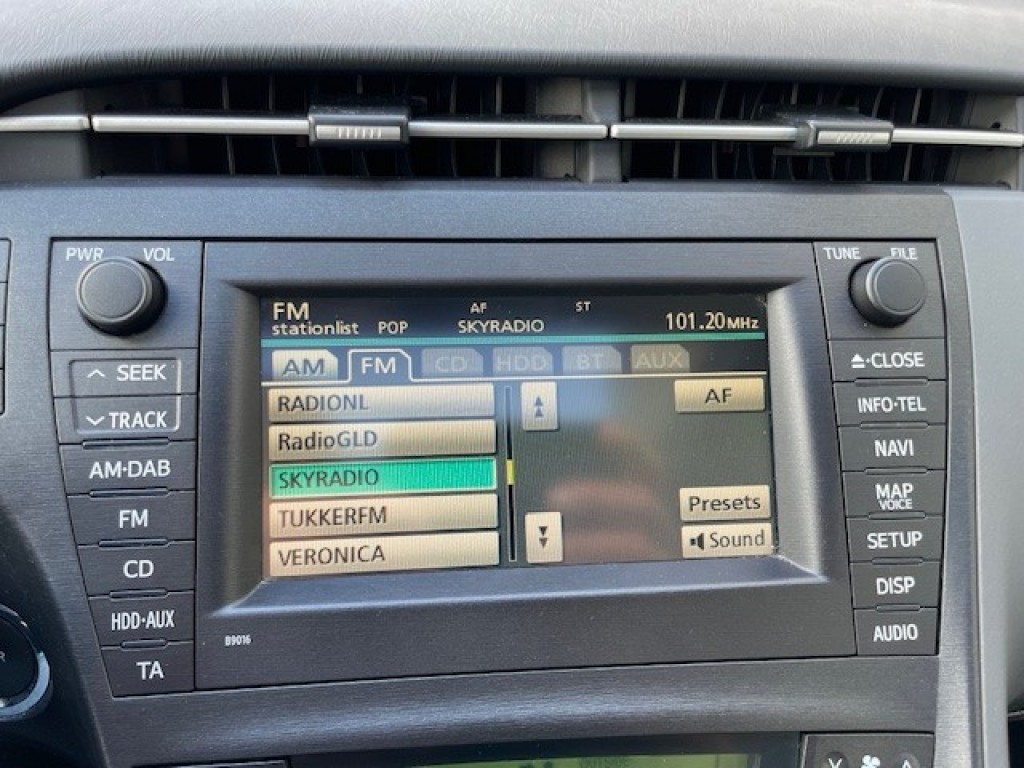 PWR VOL
TUNE FILE
FM
stationlist POP
AF
SKYRADIO
ST
101.20MHz
AM FM CD HDD BT AUX
RADIONL
RadioGLD
SKYRADIO
TUKKERFM
VERONICA
AF
Presets
Sound
SEEK
TRACK
AM·DAB
FM
CD
HDD·AUX
TA
CLOSE
INFO·TEL
NAVI
MAP
VOICE
SETUP
DISP
AUDIO
B9016